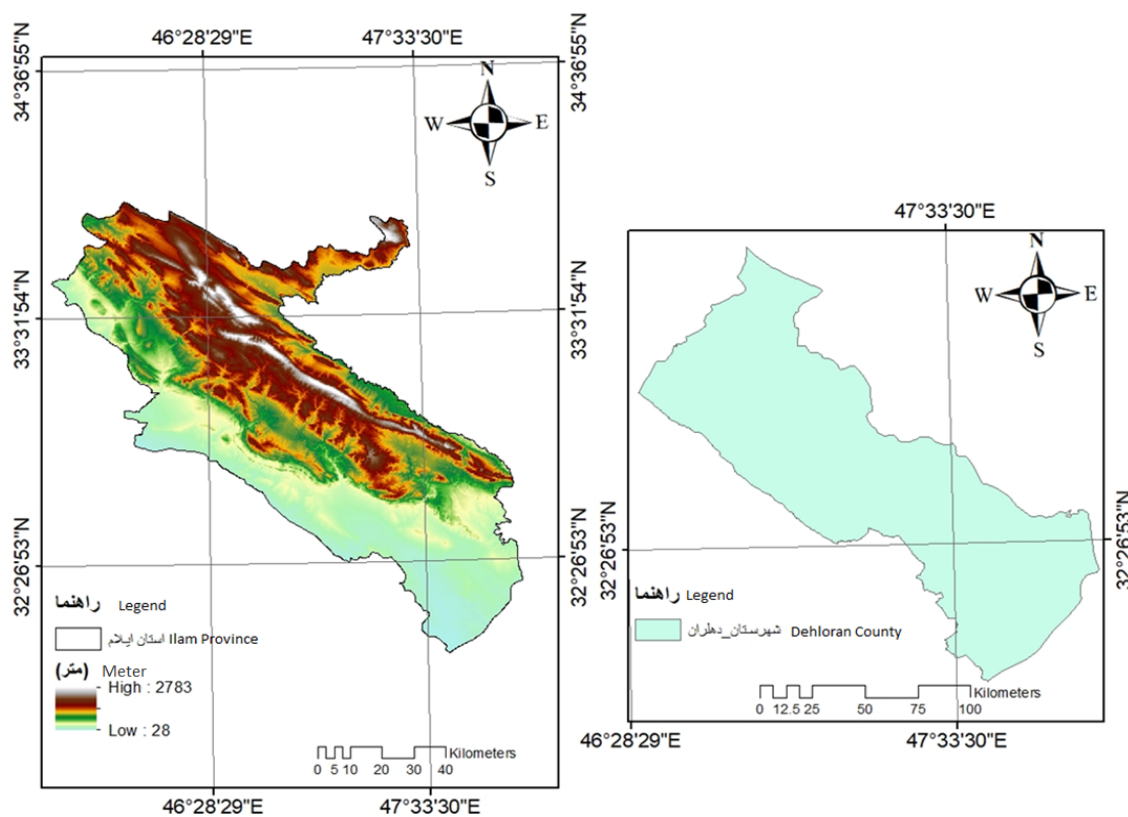 46°28'29"E 47°33'30"E
34°36'55"N 34°36'55"N
N
W E
S
33°31'54"N 33°31'54"N
32°26'53"N 32°26'53"N
راهنما Legend
استان ایلام Ilam Province
(متر) Meter
High : 2783
Low : 28
Kilometers
0 5 10 20 30 40
46°28'29"E 47°33'30"E
47°33'30"E
N
W E
S
33°31'54"N
32°26'53"N 32°26'53"N
راهنما Legend
شهرستان_دهلران Dehloran County
Kilometers
0 12.5 25 50 75 100
46°28'29"E 47°33'30"E